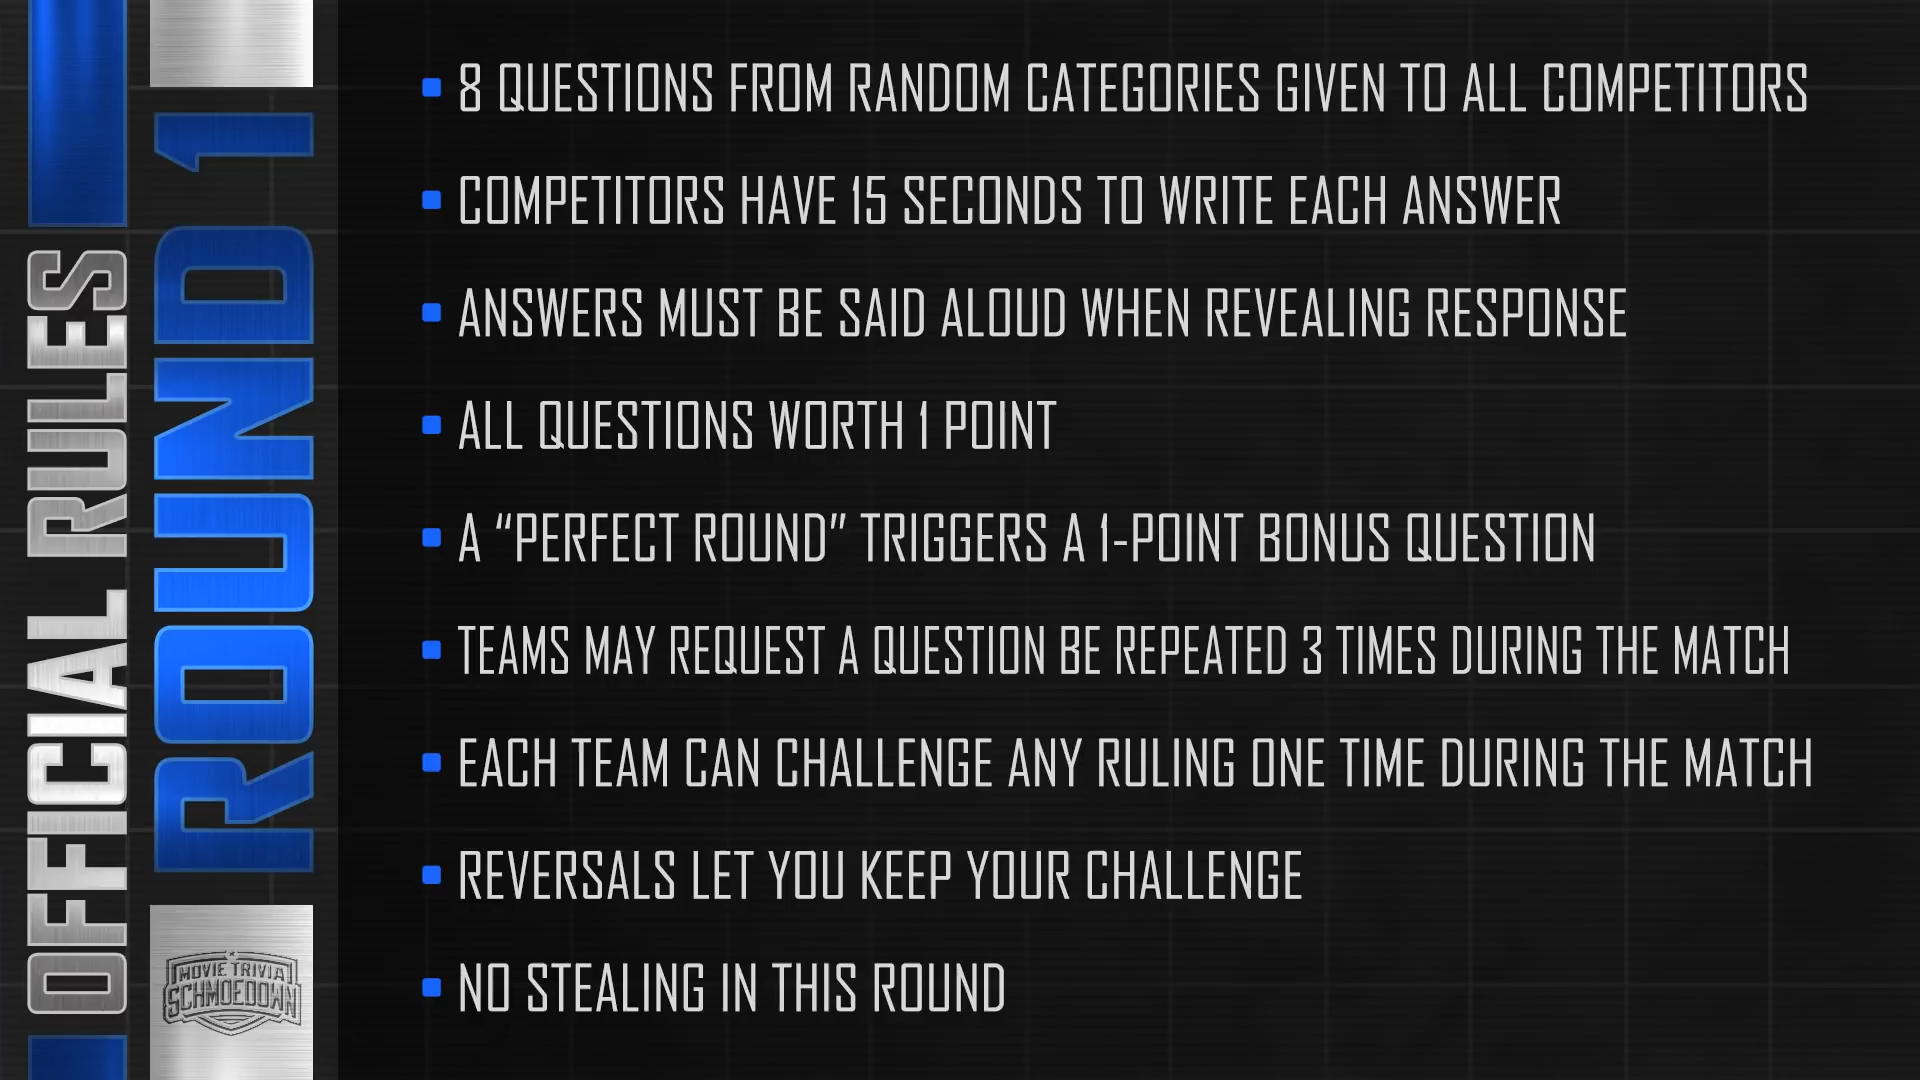 OFFICIAL RULES
ROUND 1
8 QUESTIONS FROM RANDOM CATEGORIES GIVEN TO ALL COMPETITORS
COMPETITORS HAVE 15 SECONDS TO WRITE EACH ANSWER
ANSWERS MUST BE SAID ALOUD WHEN REVEALING RESPONSE
ALL QUESTIONS WORTH 1 POINT
A “PERFECT ROUND” TRIGGERS A 1-POINT BONUS QUESTION
TEAMS MAY REQUEST A QUESTION BE REPEATED 3 TIMES DURING THE MATCH
EACH TEAM CAN CHALLENGE ANY RULING ONE TIME DURING THE MATCH
REVERSALS LET YOU KEEP YOUR CHALLENGE
NO STEALING IN THIS ROUND
MOVIE TRIVIA
SCHMOEDOWN